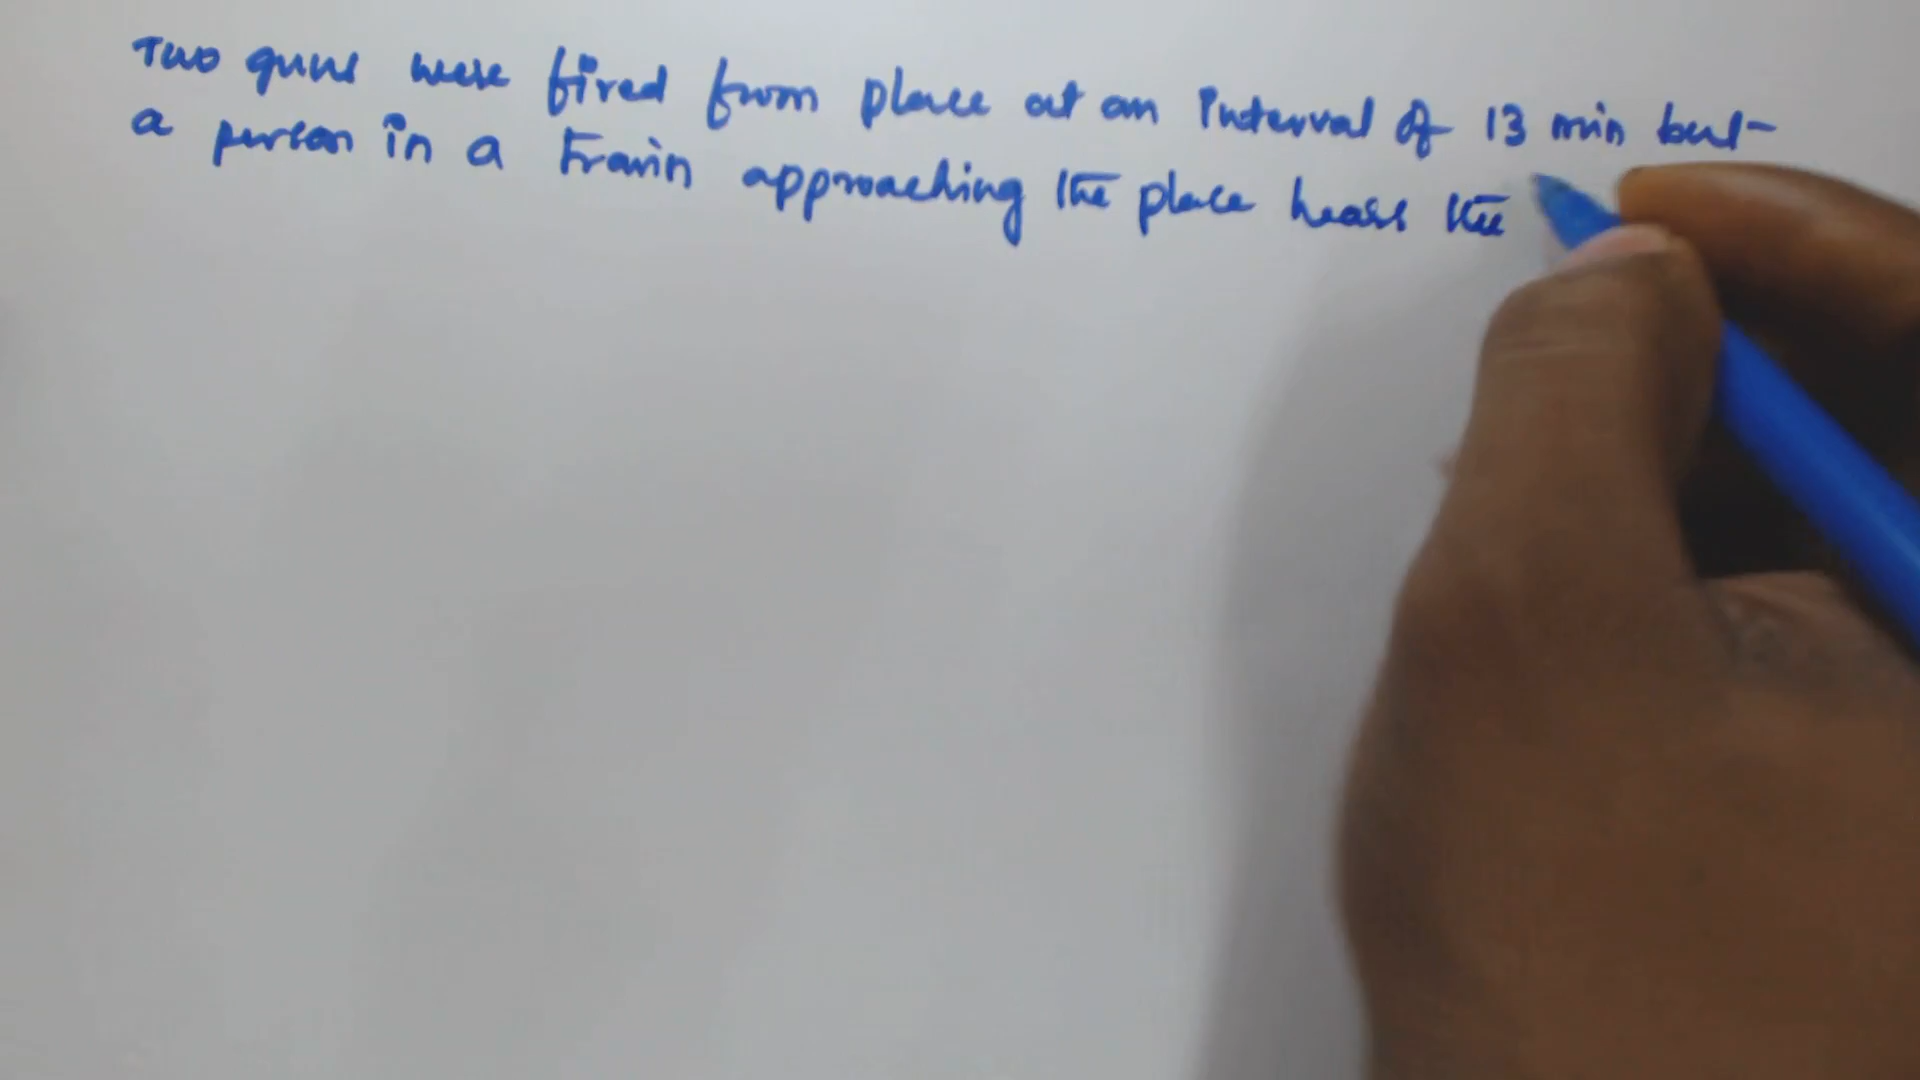 Two guns were fired from place at an Interval of 13 min but
a person in a train approaching the place hears the